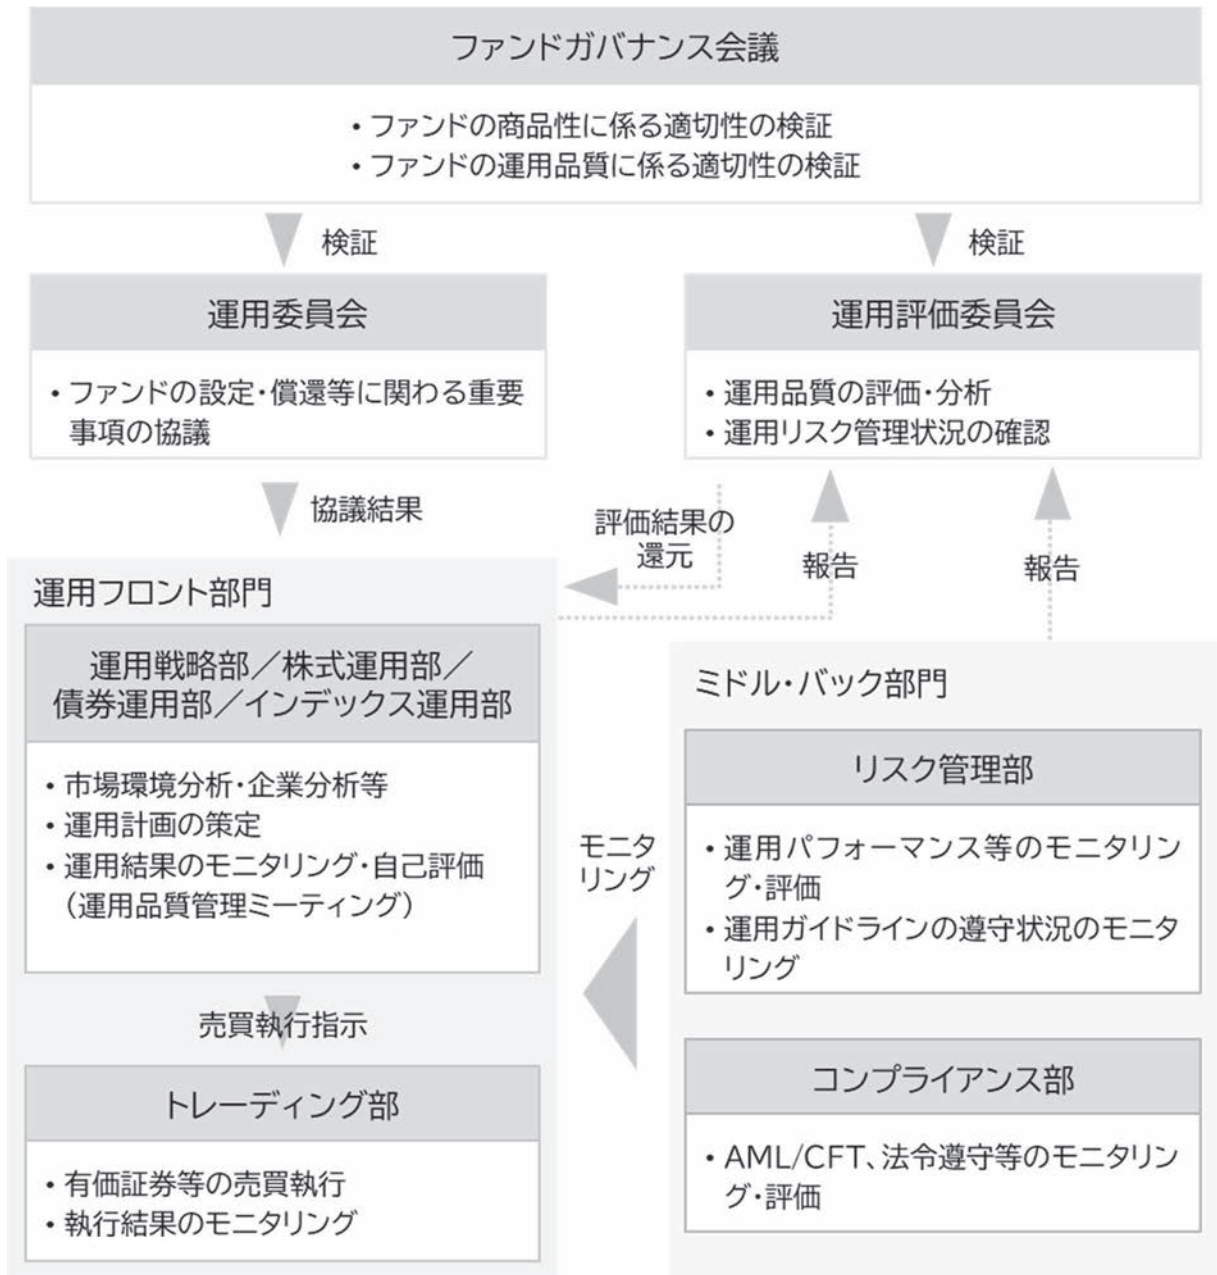 ファンドガバナンス会議
・ファンドの商品性に係る適切性の検証
・ファンドの運用品質に係る適切性の検証
検証
検証
運用委員会
・ファンドの設定・償還等に関わる重要
事項の協議
運用評価委員会
・運用品質の評価・分析
・運用リスク管理状況の確認
協議結果
評価結果の
還元
報告
報告
運用フロント部門
運用戦略部／株式運用部／
債券運用部／インデックス運用部
・市場環境分析・企業分析等
・運用計画の策定
・運用結果のモニタリング・自己評価
（運用品質管理ミーティング）
売買執行指示
トレーディング部
・有価証券等の売買執行
・執行結果のモニタリング
モニタ
リング
ミドル・バック部門
リスク管理部
・運用パフォーマンス等のモニタリン
グ・評価
・運用ガイドラインの遵守状況のモニタ
リング
コンプライアンス部
・AML/CFT、法令遵守等のモニタリン
グ・評価